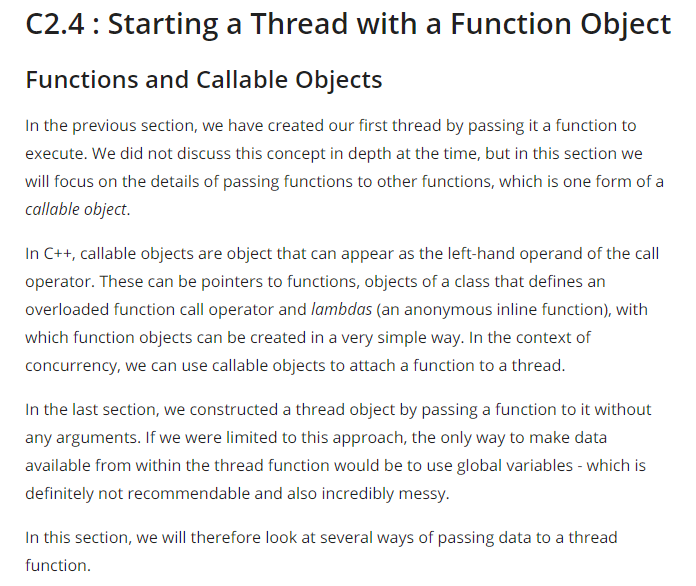 C2.4 : Starting a Thread with a Function Object
Functions and Callable Objects
In the previous section, we have created our first thread by passing it a function to
execute. We did not discuss this concept in depth at the time, but in this section we
will focus on the details of passing functions to other functions, which is one form of a
callable object.
In C++, callable objects are object that can appear as the left-hand operand of the call
operator. These can be pointers to functions, objects of a class that defines an
overloaded function call operator and lambdas (an anonymous inline function), with
which function objects can be created in a very simple way. In the context of
concurrency, we can use callable objects to attach a function to a thread.
In the last section, we constructed a thread object by passing a function to it without
any arguments. If we were limited to this approach, the only way to make data
available from within the thread function would be to use global variables - which is
definitely not recommendable and also incredibly messy.
In this section, we will therefore look at several ways of passing data to a thread
function.